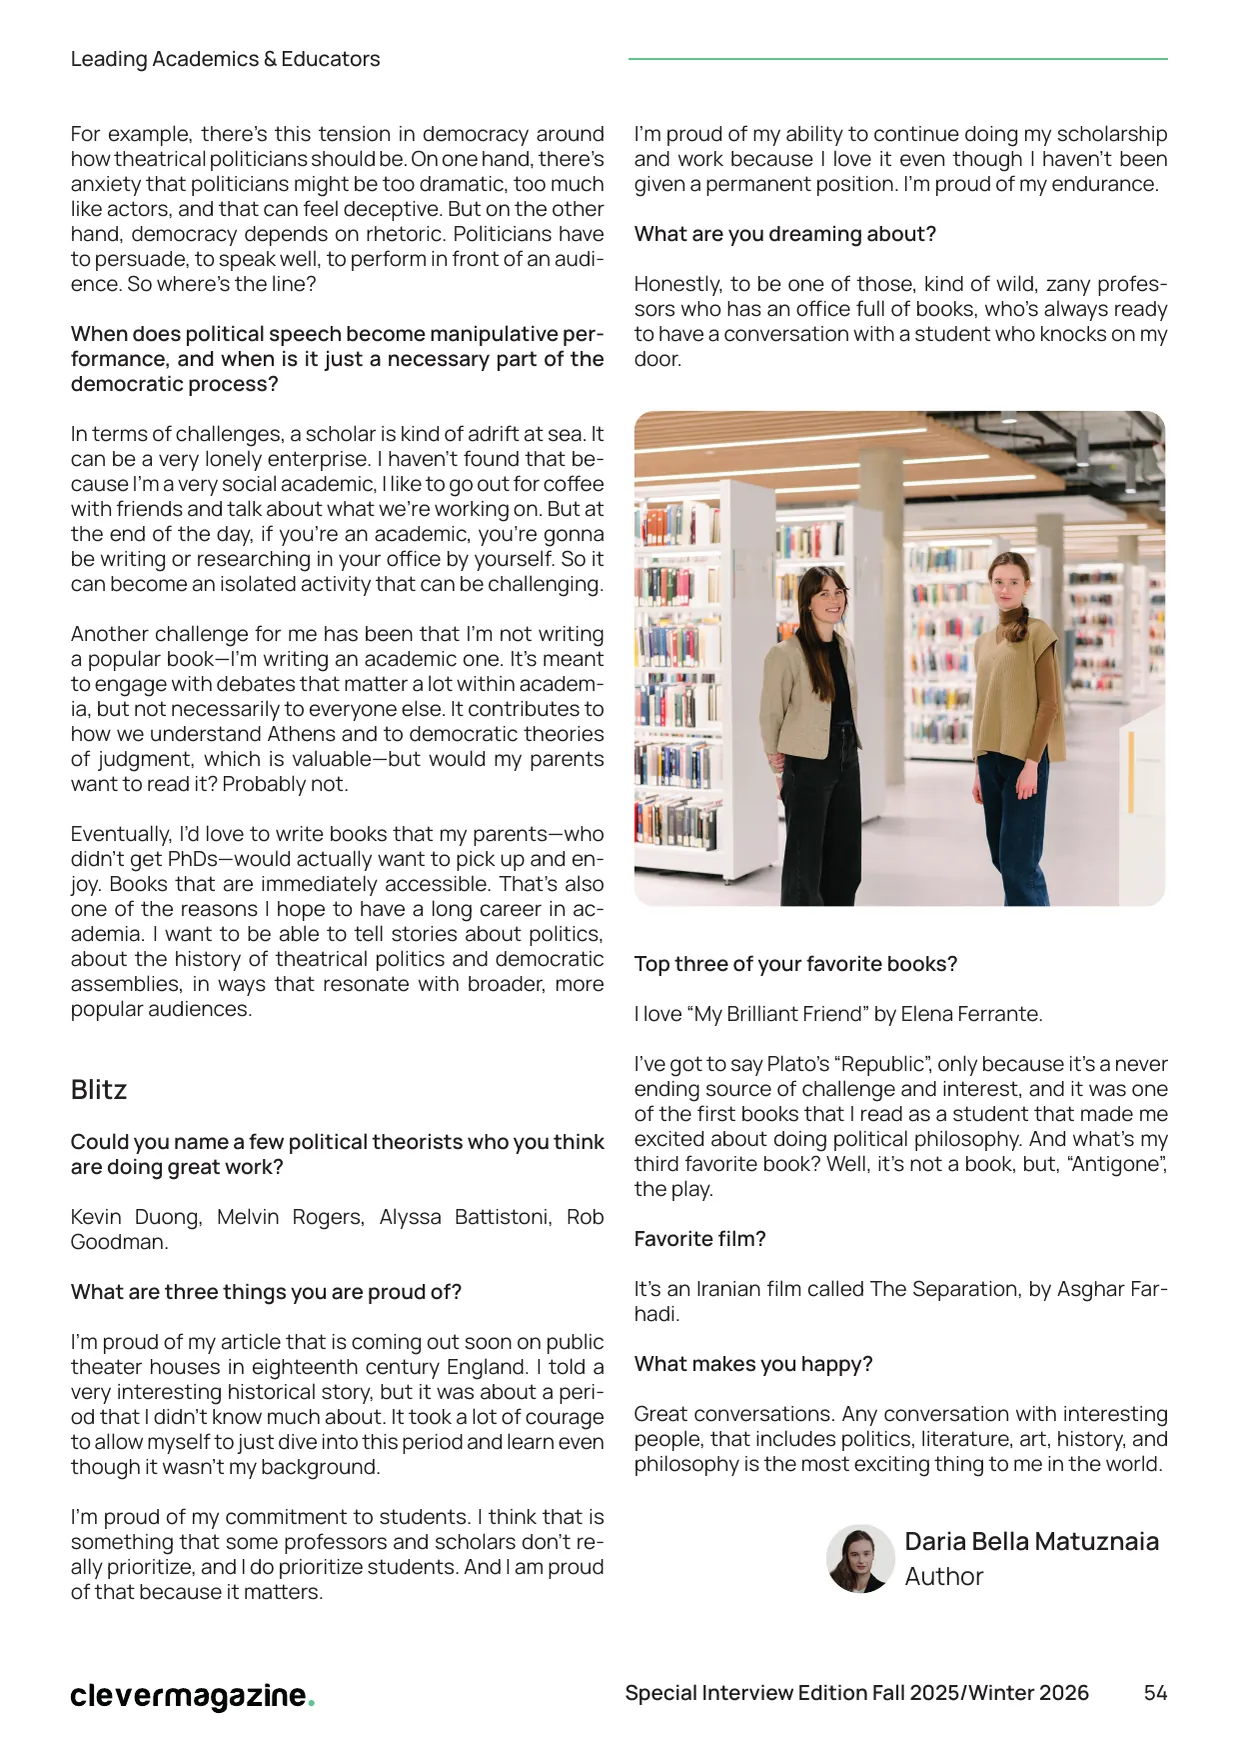 Leading Academics & Educators
For example, there's this tension in democracy around
how theatrical politicians should be. On one hand, there's
anxiety that politicians might be too dramatic, too much
like actors, and that can feel deceptive. But on the other
hand, democracy depends on rhetoric. Politicians have
to persuade, to speak well, to perform in front of an audi-
ence. So where's the line?
When does political speech become manipulative per-
formance, and when is it just a necessary part of the
democratic process?
In terms of challenges, a scholar is kind of adrift at sea. It
can be a very lonely enterprise. I haven't found that be-
cause I'm a very social academic, I like to go out for coffee
with friends and talk about what we're working on. But at
the end of the day, if you're an academic, you're gonna
be writing or researching in your office by yourself. So it
can become an isolated activity that can be challenging.
Another challenge for me has been that I'm not writing
a popular book—I'm writing an academic one. It's meant
to engage with debates that matter a lot within academ-
ia, but not necessarily to everyone else. It contributes to
how we understand Athens and to democratic theories
of judgment, which is valuable—but would my parents
want to read it? Probably not.
Eventually, I'd love to write books that my parents—who
didn't get PhDs—would actually want to pick up and en-
joy. Books that are immediately accessible. That's also
one of the reasons I hope to have a long career in ac-
ademia. I want to be able to tell stories about politics,
about the history of theatrical politics and democratic
assemblies, in ways that resonate with broader, more
popular audiences.
Blitz
Could you name a few political theorists who you think
are doing great work?
Kevin Duong, Melvin Rogers, Alyssa Battistoni, Rob
Goodman.
What are three things you are proud of?
I'm proud of my article that is coming out soon on public
theater houses in eighteenth century England. I told a
very interesting historical story, but it was about a peri-
od that I didn't know much about. It took a lot of courage
to allow myself to just dive into this period and learn even
though it wasn't my background.
I'm proud of my commitment to students. I think that is
something that some professors and scholars don't re-
ally prioritize, and I do prioritize students. And I am proud
of that because it matters.
I'm proud of my ability to continue doing my scholarship
and work because I love it even though I haven't been
given a permanent position. I'm proud of my endurance.
What are you dreaming about?
Honestly, to be one of those, kind of wild, zany profes-
sors who has an office full of books, who's always ready
to have a conversation with a student who knocks on my
door.
Top three of your favorite books?
I love “My Brilliant Friend” by Elena Ferrante.
I've got to say Plato's “Republic”, only because it's a never
ending source of challenge and interest, and it was one
of the first books that I read as a student that made me
excited about doing political philosophy. And what's my
third favorite book? Well, it's not a book, but, “Antigone”,
the play.
Favorite film?
It's an Iranian film called The Separation, by Asghar Far-
hadi.
What makes you happy?
Great conversations. Any conversation with interesting
people, that includes politics, literature, art, history, and
philosophy is the most exciting thing to me in the world.
Daria Bella Matuznaia
Author
clevermagazine.
Special Interview Edition Fall 2025/Winter 2026 54